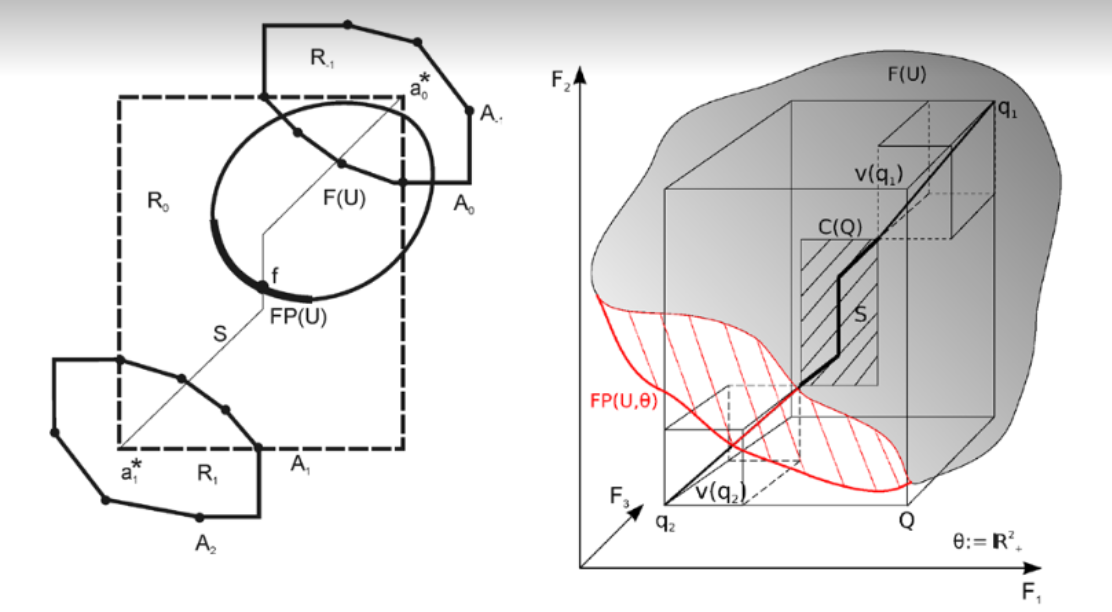 R₋₁
a₀*
A₋₁
R₀
F(U)
A₀
f
FP(U)
S
a₁*
R₁
A₁
A₂
F₂
F(U)
q₁
v(q₁)
C(Q)
S
FP(U,θ)
F₃
v(q₂)
q₂
Q
θ:= ℝ²₊
F₁